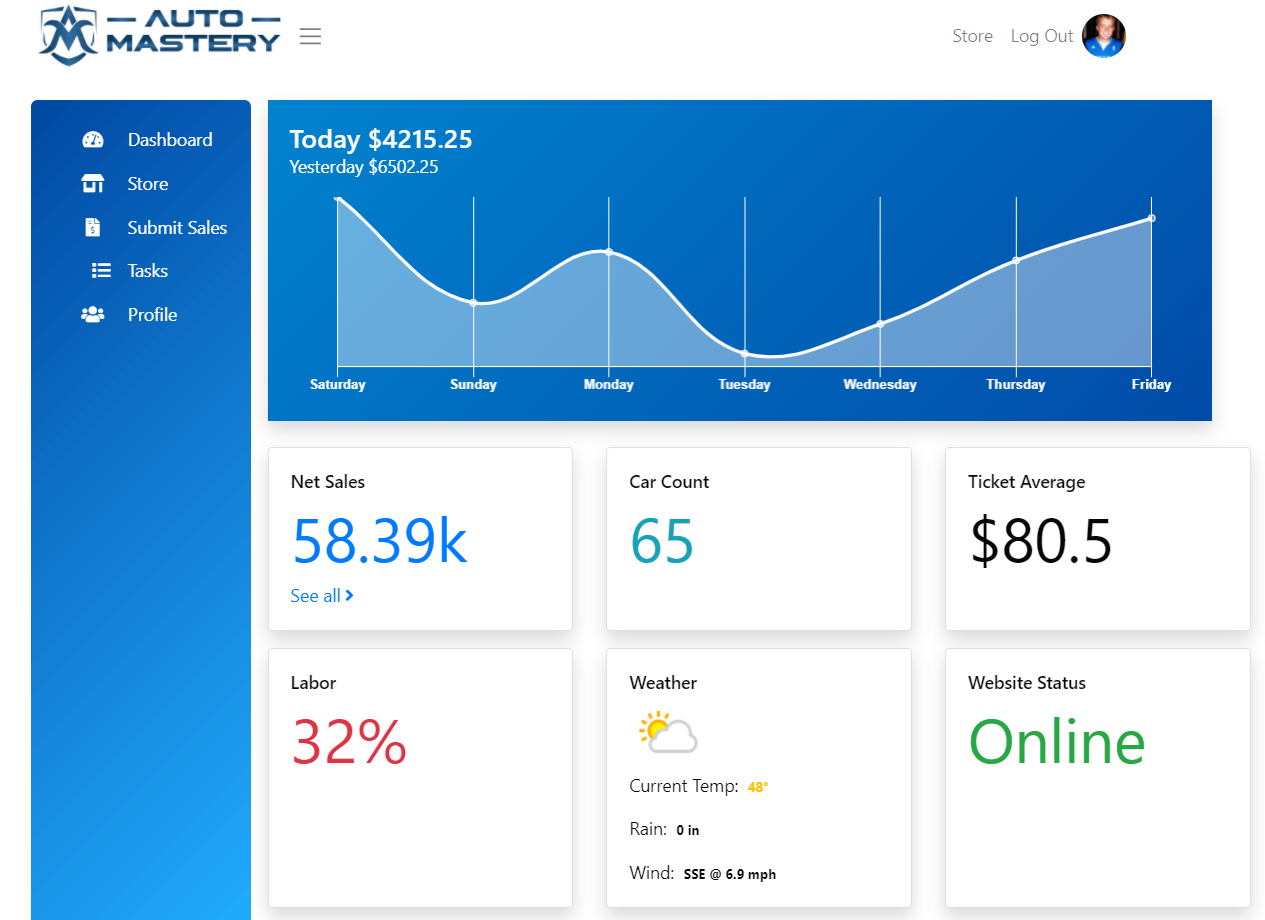 AUTO
MASTERY
Store Log Out
Dashboard
Store
Submit Sales
Tasks
Profile
Today $4215.25
Yesterday $6502.25
Saturday Sunday Monday Tuesday Wednesday Thursday Friday
Net Sales
58.39k
See all
Car Count
65
Ticket Average
$80.5
Labor
32%
Weather
Current Temp: 48°
Rain: 0 in
Wind: SSE @ 6.9 mph
Website Status
Online